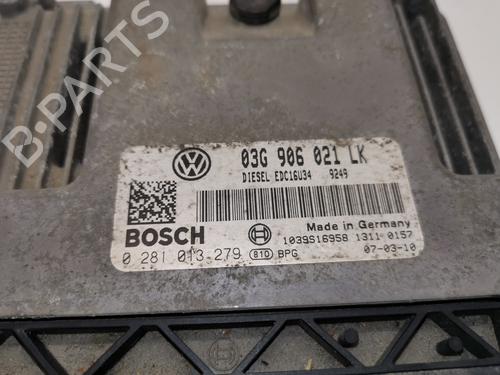 03G 906 021 LK
DIESEL EDC16U34 9249
BOSCH
Made in Germany
1039S16958 1311 0157
0 281 013 279 810 BPG 07-03-10
B-PARTS